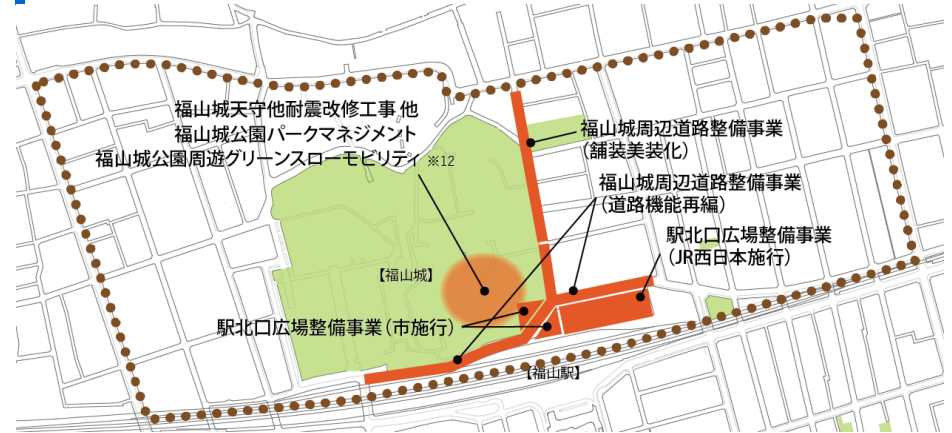 福山城天守他耐震改修工事 他
福山城公園パークマネジメント
福山城公園周遊グリーンスローモビリティ ※12
福山城周辺道路整備事業
(舗装美装化)
福山城周辺道路整備事業
(道路機能再編)
駅北口広場整備事業
(JR西日本施行)
【福山城】
駅北口広場整備事業(市施行)
【福山駅】